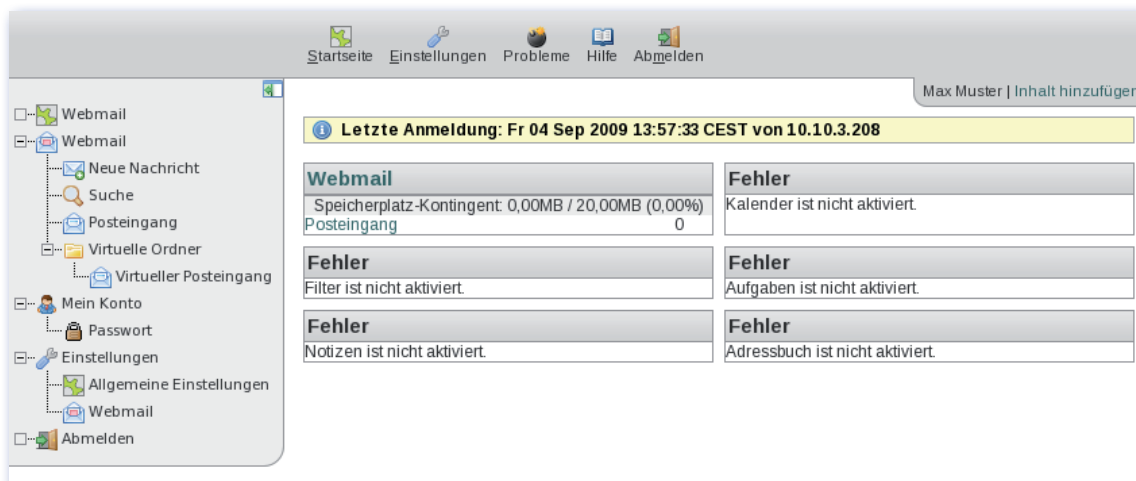 Startseite Einstellungen Probleme Hilfe Abmelden
Max Muster | Inhalt hinzufügen
Webmail
Webmail
Neue Nachricht
Suche
Posteingang
Virtuelle Ordner
Virtueller Posteingang
Mein Konto
Passwort
Einstellungen
Allgemeine Einstellungen
Webmail
Abmelden
Letzte Anmeldung: Fr 04 Sep 2009 13:57:33 CEST von 10.10.3.208
Webmail
Speicherplatz-Kontingent: 0,00MB / 20,00MB (0,00%)
Posteingang 0
Fehler
Kalender ist nicht aktiviert.
Fehler
Filter ist nicht aktiviert.
Fehler
Aufgaben ist nicht aktiviert.
Fehler
Notizen ist nicht aktiviert.
Fehler
Adressbuch ist nicht aktiviert.